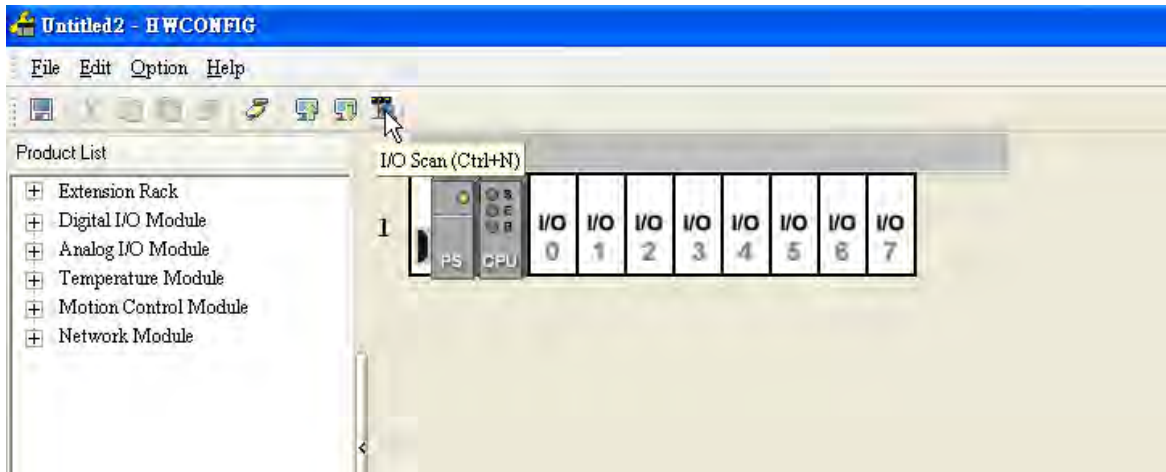 Untitled2 - HWCONFIG
File Edit Option Help
Product List
I/O Scan (Ctrl+N)
Extension Rack
Digital I/O Module
Analog I/O Module
Temperature Module
Motion Control Module
Network Module
1
PS CPU
S
E
B
I/O I/O I/O I/O I/O I/O I/O I/O
0 1 2 3 4 5 6 7